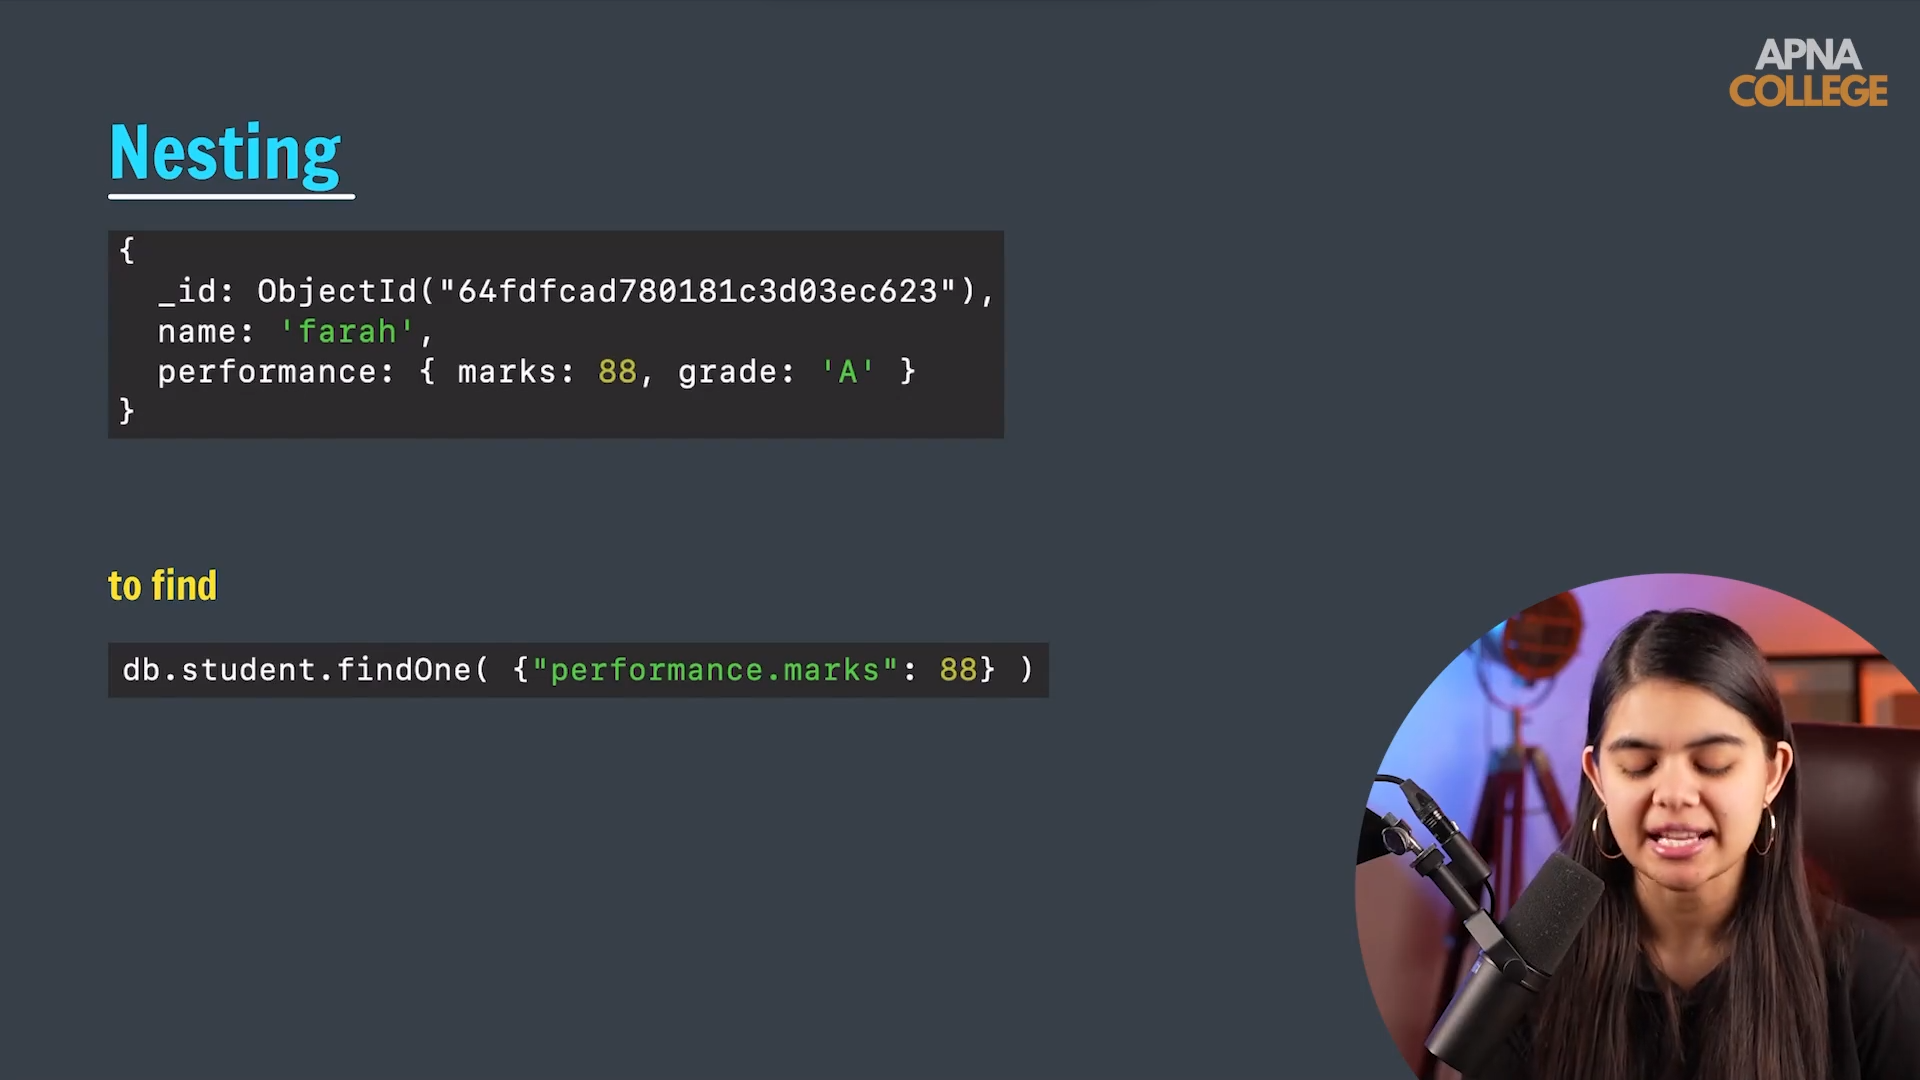 APNA
COLLEGE
Nesting
{
_id: ObjectId("64fdfcad780181c3d03ec623"),
name: 'farah',
performance: { marks: 88, grade: 'A' }
}
to find
db.student.findOne( {"performance.marks": 88} )